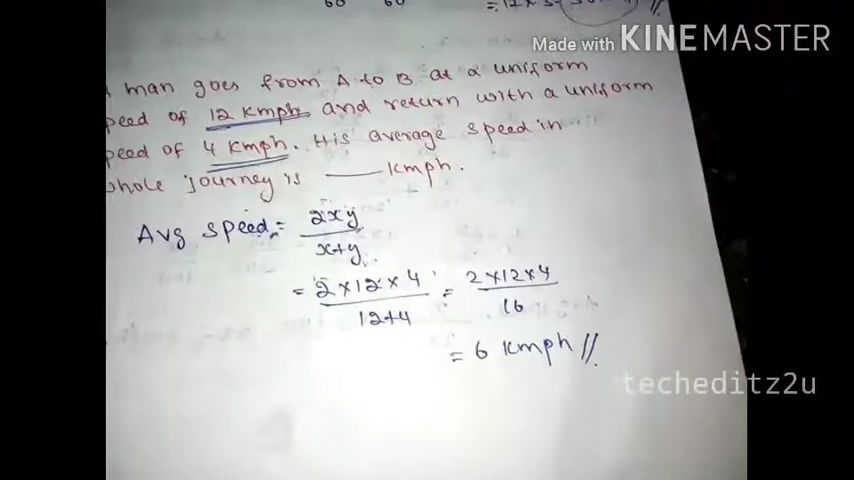 Made with KINEMASTER
man goes from A to B at a uniform
peed of 12 kmph and return with a uniform
peed of 4 kmph. His average speed in
hole journey is ___ kmph.
Avg speed = 2xy / x+y
= 2×12×4 / 12+4 = 2×12×4 / 16
= 6 kmph //.
techeditz2u